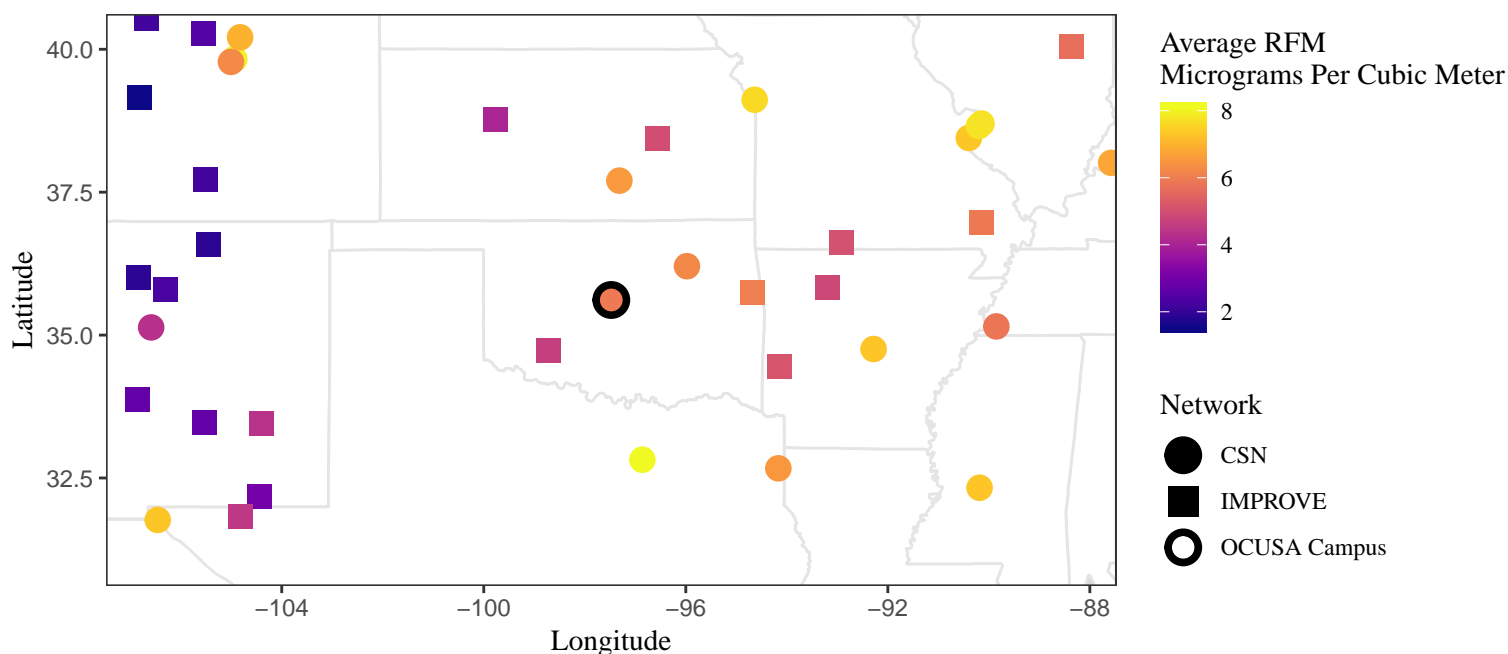 40.0
37.5
35.0
32.5
Latitude
−104
−100
−96
−92
−88
Longitude
Average RFM
Micrograms Per Cubic Meter
8
6
4
2
Network
CSN
IMPROVE
OCUSA Campus